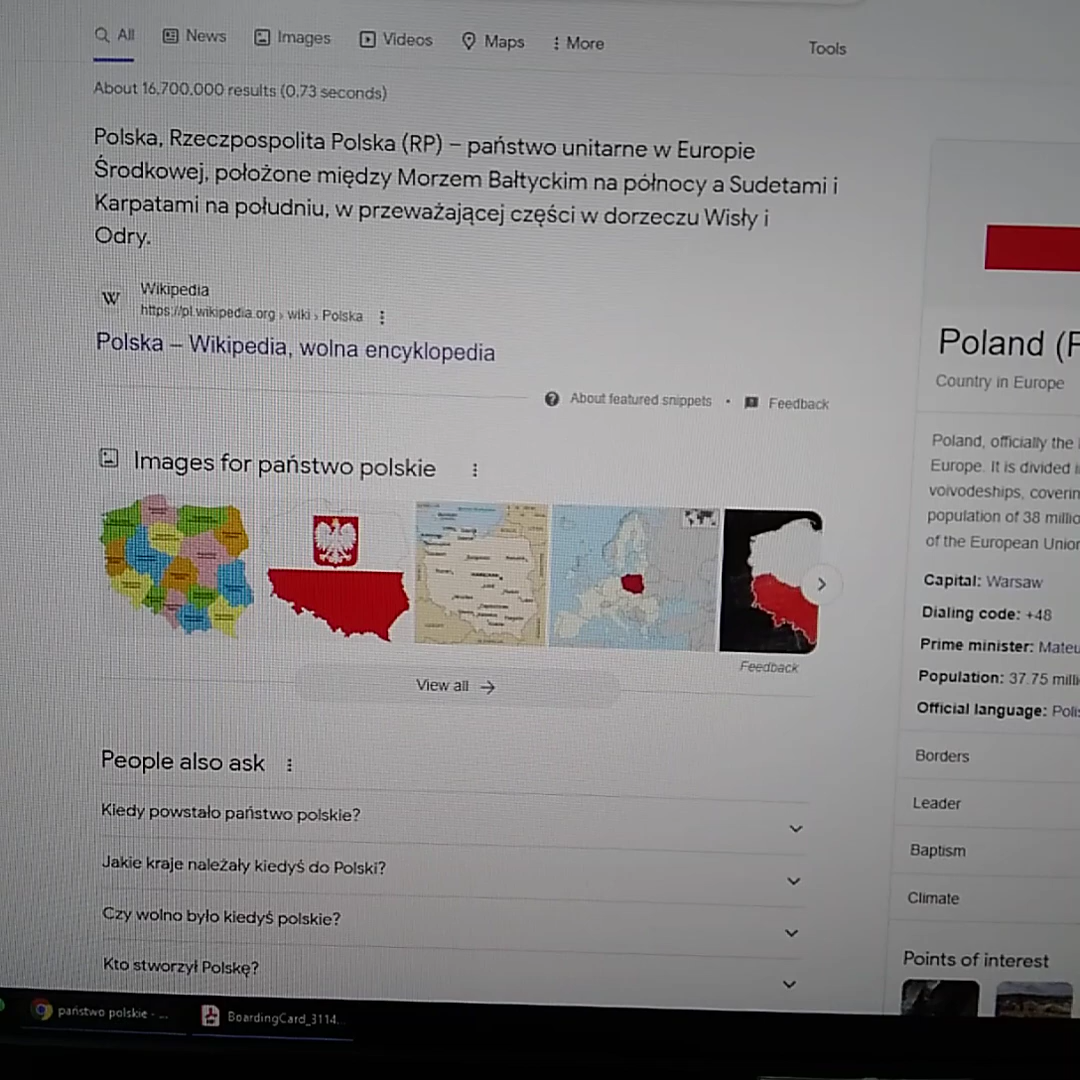 All
News
Images
Videos
Maps
More
Tools
About 16,700,000 results (0.73 seconds)
Polska, Rzeczpospolita Polska (RP) – państwo unitarne w Europie
Środkowej, położone między Morzem Bałtyckim na północy a Sudetami i
Karpatami na południu, w przeważającej części w dorzeczu Wisły i
Odry.
W
Wikipedia
https://pl.wikipedia.org › wiki › Polska
Polska – Wikipedia, wolna encyklopedia
About featured snippets • Feedback
Images for państwo polskie
Feedback
View all
People also ask
Kiedy powstało państwo polskie?
Jakie kraje należały kiedyś do Polski?
Czy wolno było kiedyś polskie?
Kto stworzył Polskę?
Poland (
Country in Europe
Poland, officially the
Europe. It is divided
voivodeships, coverin
population of 38 millio
of the European Union
Capital: Warsaw
Dialing code: +48
Prime minister: Mateu
Population: 37.75 milli
Official language: Polis
Borders
Leader
Baptism
Climate
Points of interest
państwo polskie - ...
BoardingCard_3114...